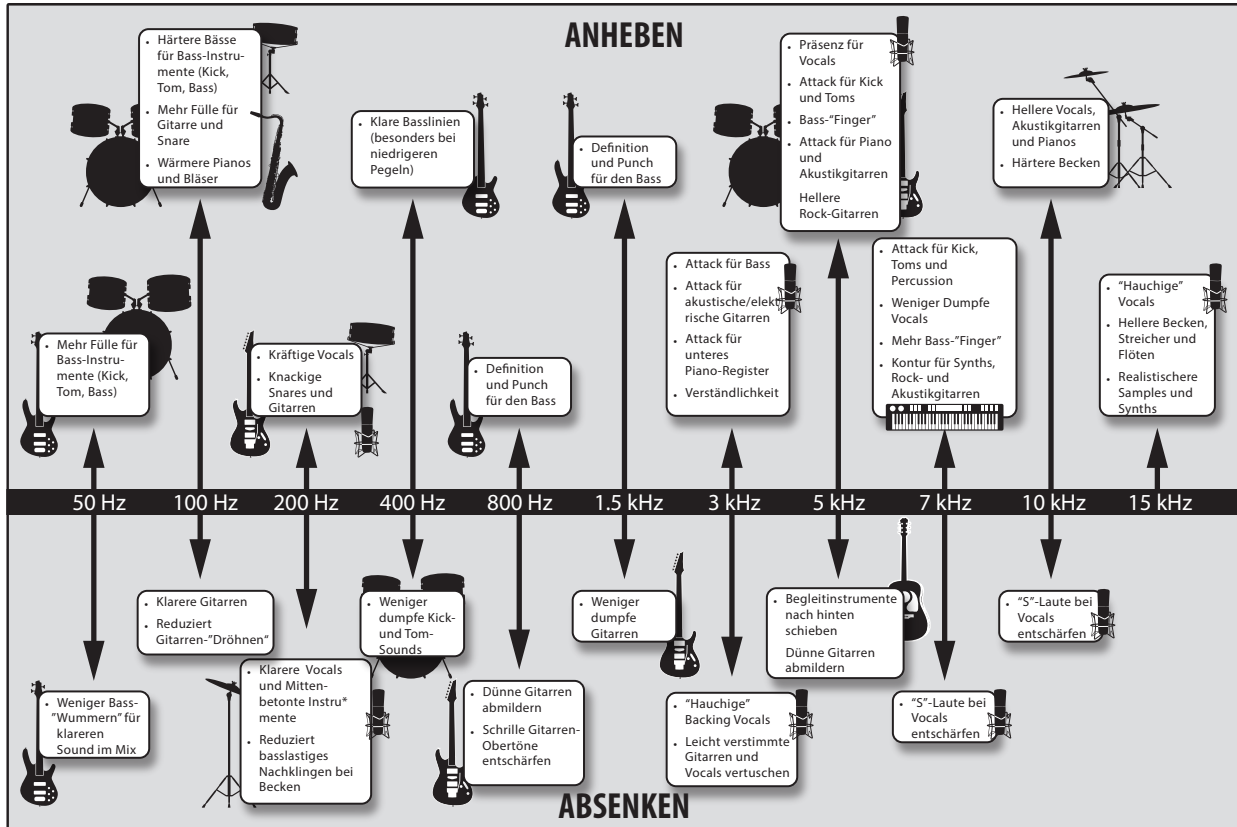 ANHEBEN
· Härtere Bässe
für Bass-Instru-
mente (Kick,
Tom, Bass)
· Mehr Fülle für
Gitarre und
Snare
· Wärmere Pianos
und Bläser
· Klare Basslinien
(besonders bei
niedrigeren
Pegeln)
· Definition
und Punch
für den Bass
· Präsenz für
Vocals
· Attack für Kick
und Toms
· Bass-“Finger”
· Attack für Piano
und
Akustikgitarren
Hellere
Rock-Gitarren
· Hellere Vocals,
Akustikgitarren
und Pianos
· Härtere Becken
· Mehr Fülle für
Bass-Instru-
mente (Kick,
Tom, Bass)
· Kräftige Vocals
· Knackige
Snares und
Gitarren
· Definition
und Punch
für den Bass
· Attack für Bass
· Attack für
akustische/elekt
rische Gitarren
· Attack für
unteres
Piano-Register
· Verständlichkeit
· Attack für Kick,
Toms und
Percussion
· Weniger Dumpfe
Vocals
· Mehr Bass-”Finger”
· Kontur für Synths,
Rock- und
Akustikgitarren
· “Hauchige”
Vocals
· Hellere Becken,
Streicher und
Flöten
· Realistischere
Samples und
Synths
50 Hz 100 Hz 200 Hz 400 Hz 800 Hz 1.5 kHz 3 kHz 5 kHz 7 kHz 10 kHz 15 kHz
· Klarere Gitarren
· Reduziert
Gitarren-”Dröhnen“
· Weniger
dumpfe Kick-
und Tom-
Sounds
· Weniger
dumpfe
Gitarren
· Begleitinstrumente
nach hinten
schieben
Dünne Gitarren
abmildern
· “S”-Laute bei
Vocals
entschärfen
· Weniger Bass-
”Wummern” für
klareren
Sound im Mix
· Klarere Vocals
und Mitten-
betonte Instru*
mente
· Reduziert
basslastiges
Nachklingen bei
Becken
· Dünne Gitarren
abmildern
· Schrille Gitarren-
Obertöne
entschärfen
· “Hauchige”
Backing Vocals
· Leicht verstimmte
Gitarren und
Vocals vertuschen
· “S”-Laute bei
Vocals
entschärfen
ABSENKEN